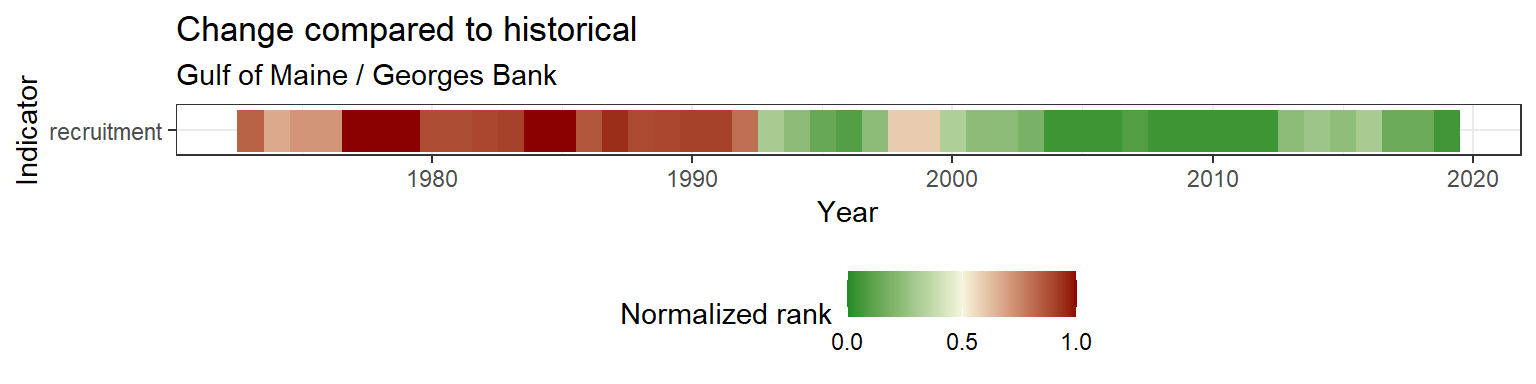 Change compared to historical
Gulf of Maine / Georges Bank
Indicator
recruitment
1980 1990 2000 2010 2020
Year
Normalized rank
0.0 0.5 1.0